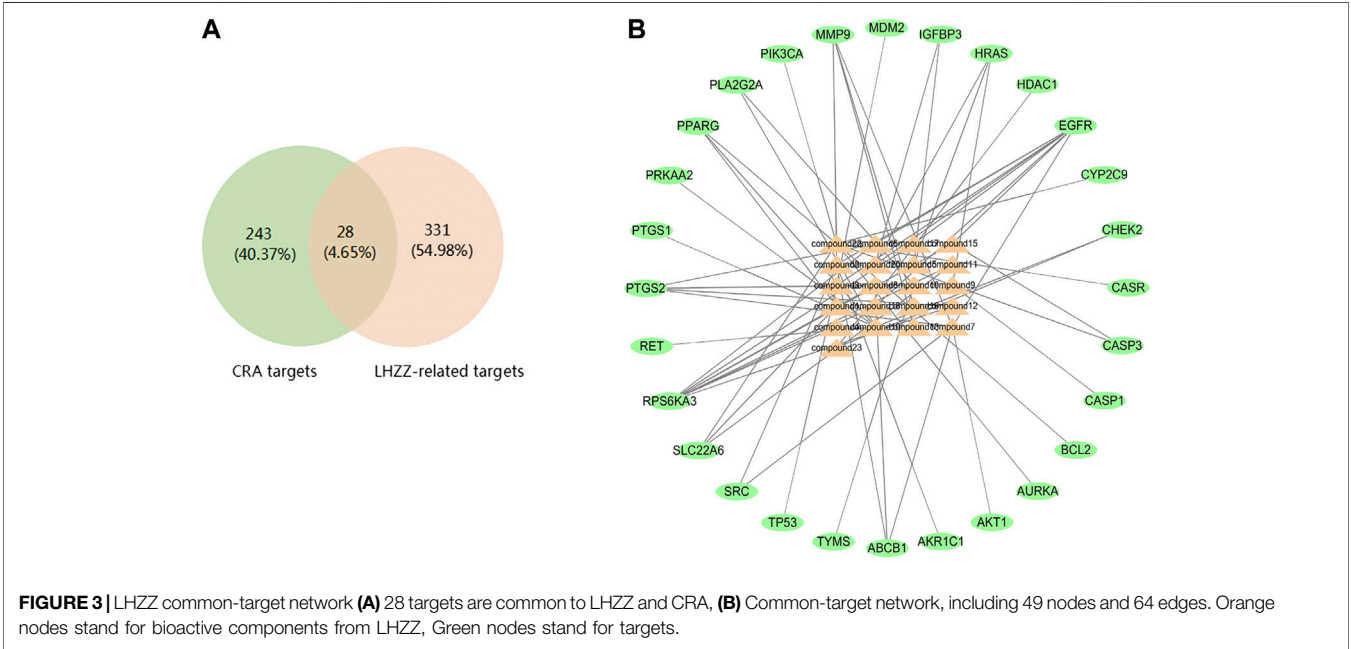 A
B
243
(40.37%)
28
(4.65%)
331
(54.98%)
CRA targets
LHZZ-related targets
MDM2
MMP9
IGFBP3
PIK3CA
HRAS
PLA2G2A
HDAC1
PPARG
EGFR
PRKAA2
CYP2C9
PTGS1
CHEK2
PTGS2
CASR
RET
CASP3
RPS6KA3
CASP1
SLC22A6
BCL2
SRC
AURKA
TP53
AKT1
TYMS
ABCB1
AKR1C1
compound15
compound11
compound9
compound12
compound7
compound23
FIGURE 3 | LHZZ common-target network (A) 28 targets are common to LHZZ and CRA, (B) Common-target network, including 49 nodes and 64 edges. Orange
nodes stand for bioactive components from LHZZ, Green nodes stand for targets.